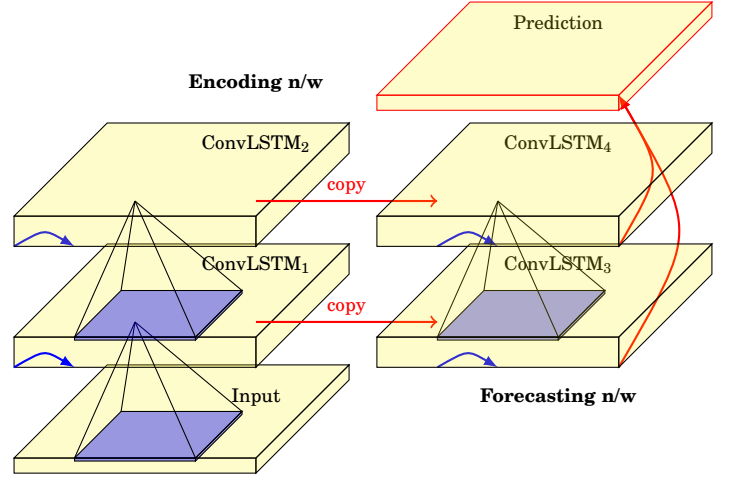 Prediction
Encoding n/w
ConvLSTM₂
ConvLSTM₄
copy
ConvLSTM₁
ConvLSTM₃
copy
Input
Forecasting n/w